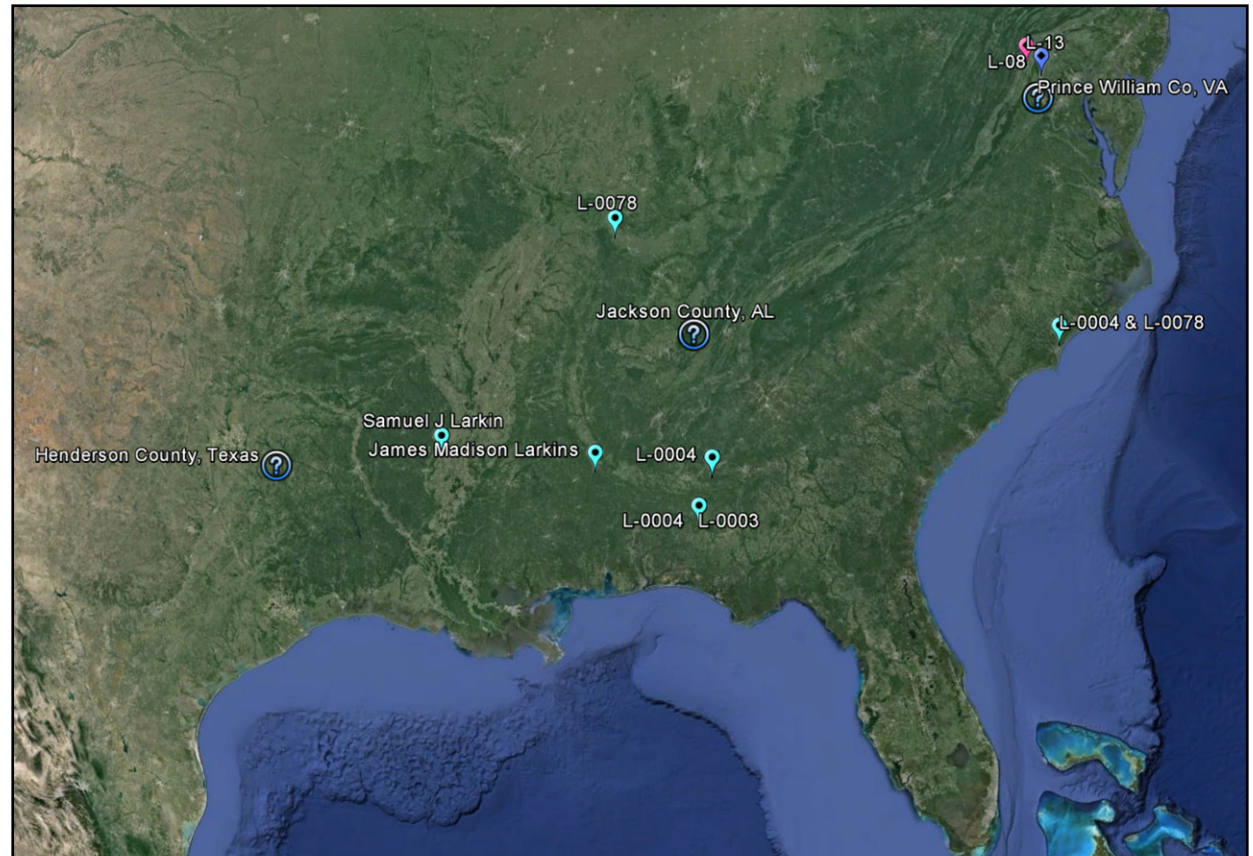 L-13
L-08
Prince William Co, VA
L-0078
Jackson County, AL
L-0004 & L-0078
Samuel J Larkin
James Madison Larkins
L-0004
Henderson County, Texas
L-0004 L-0003